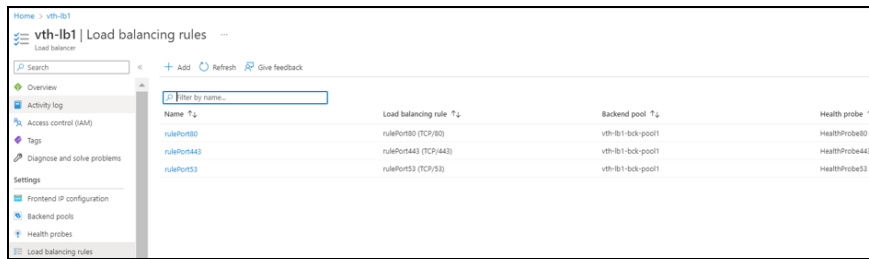 Home > vth-lb1
vth-lb1 | Load balancing rules ...
Load balancer
Search «
+ Add Refresh Give feedback
Overview
Activity log
Access control (IAM)
Tags
Diagnose and solve problems
Settings
Frontend IP configuration
Backend pools
Health probes
Load balancing rules
Filter by name...
Name ↑↓ Load balancing rule ↑↓ Backend pool ↑↓ Health probe ↑
rulePort80 rulePort80 (TCP/80) vth-lb1-bck-pool1 HealthProbe80
rulePort443 rulePort443 (TCP/443) vth-lb1-bck-pool1 HealthProbe443
rulePort53 rulePort53 (TCP/53) vth-lb1-bck-pool1 HealthProbe53